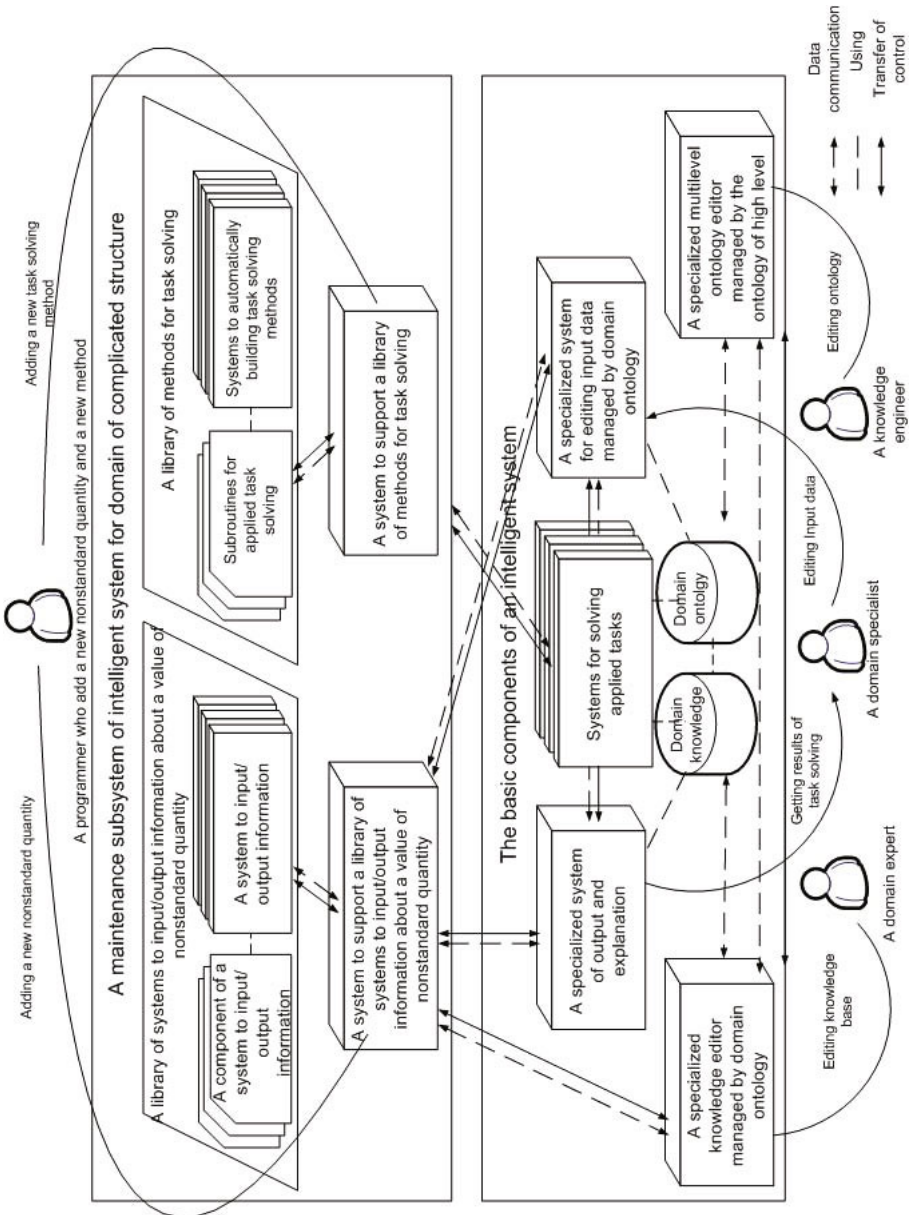 Adding a new nonstandard quantity
Adding a new task solving
method
A programmer who add a new nonstandard quantity and a new method
A maintenance subsystem of intelligent system for domain of complicated structure
A library of systems to input/output information about a value of
nonstandard quantity
A library of methods for task solving
A component of a
system to input/
output
information
A system to input/
output information
Subroutines for
applied task
solving
Systems to automatically
building task solving
methods
A system to support a library of
systems to input/output
information about a value of
nonstandard quantity
A system to support a library
of methods for task solving
The basic components of an intelligent system
A specialized system
of output and
explanation
Systems for solving
applied tasks
A specialized system
for editing input data
managed by domain
ontology
Domain
knowledge
Domain
ontolgy
A specialized
knowledge editor
managed by domain
ontology
A specialized multilevel
ontology editor
managed by the
ontology of high level
Editing knowledge
base
Getting results of
task solving
Editing Input data
Editing ontology
A domain expert
A domain specialist
A knowledge
engineer
Data
communication
Using
Transfer of
control